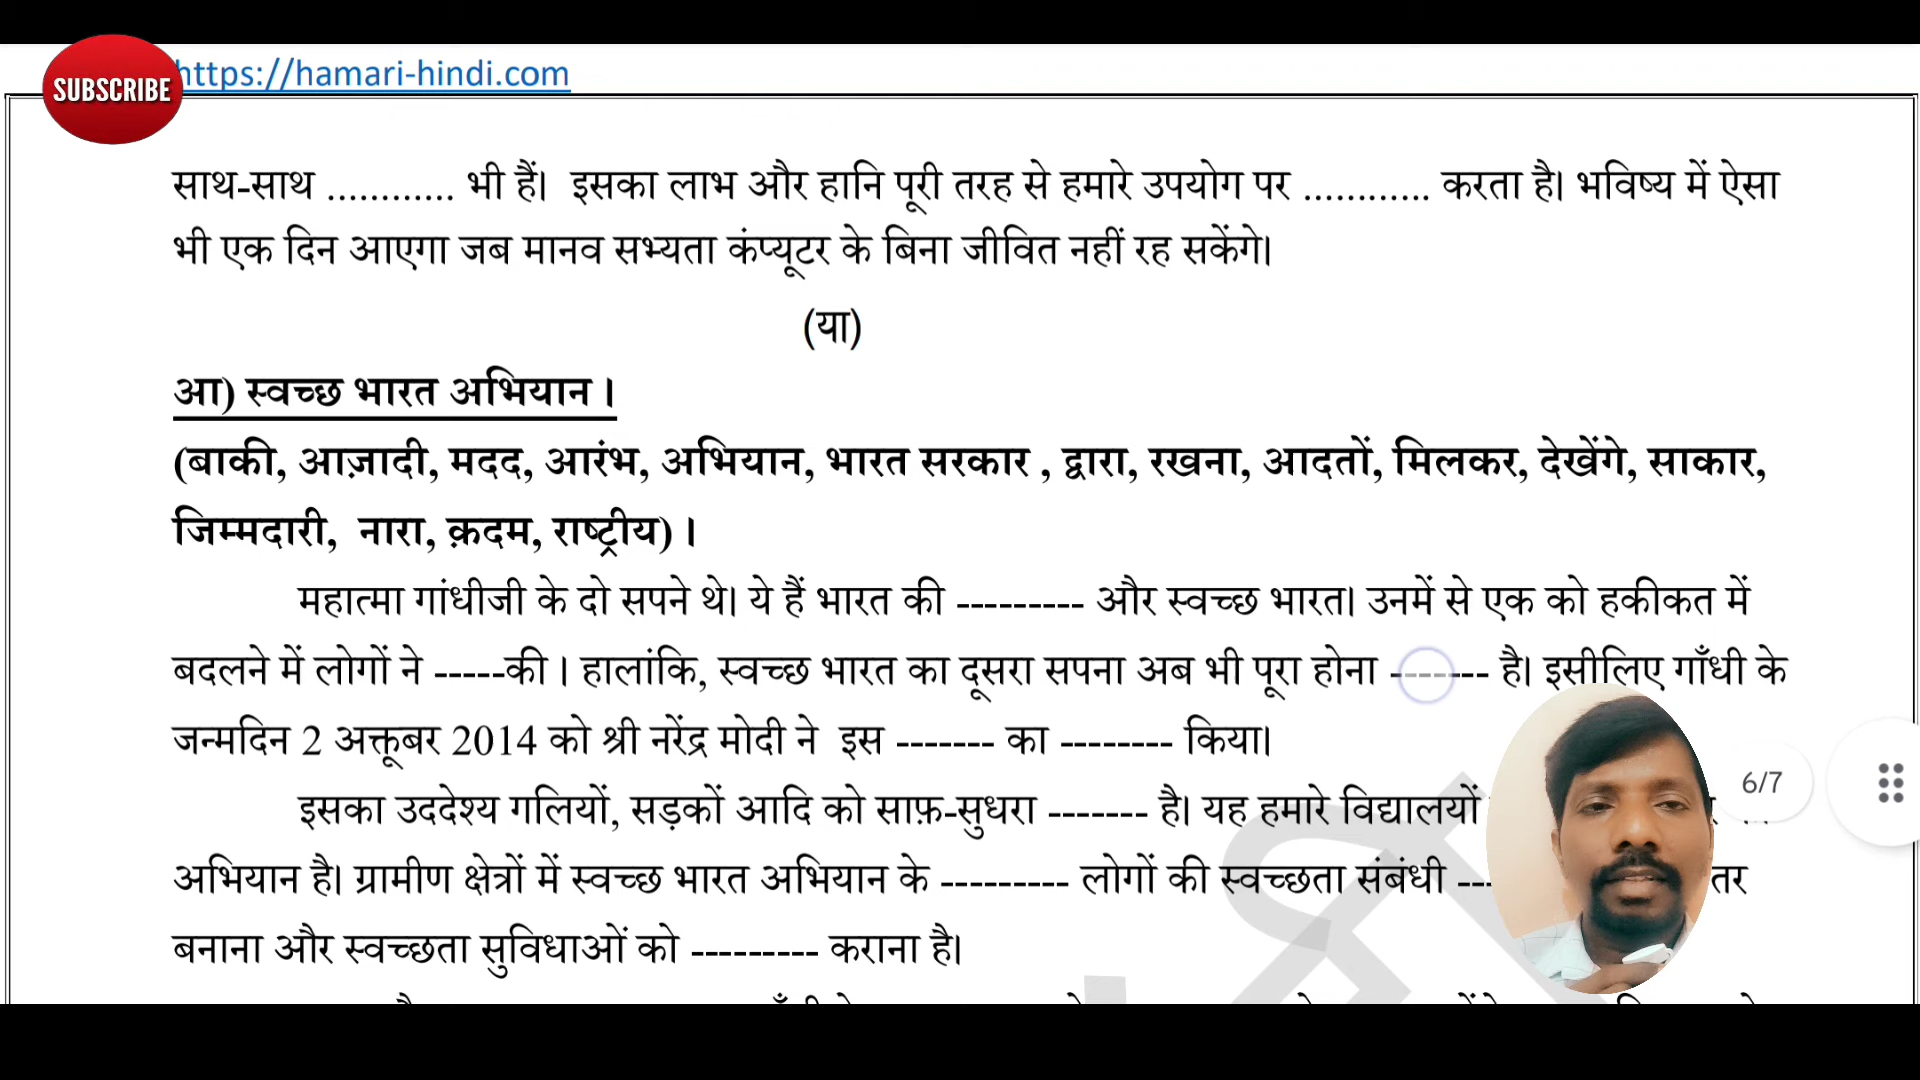 https://hamari-hindi.com
SUBSCRIBE
साथ-साथ ............ भी हैं। इसका लाभ और हानि पूरी तरह से हमारे उपयोग पर ............ करता है। भविष्य में ऐसा
भी एक दिन आएगा जब मानव सभ्यता कंप्यूटर के बिना जीवित नहीं रह सकेंगे।
(या)
आ) स्वच्छ भारत अभियान ।
(बाकी, आज़ादी, मदद, आरंभ, अभियान, भारत सरकार , द्वारा, रखना, आदतों, मिलकर, देखेंगे, साकार,
जिम्मदारी, नारा, क़दम, राष्ट्रीय) ।
महात्मा गांधीजी के दो सपने थे। ये हैं भारत की --------- और स्वच्छ भारत। उनमें से एक को हकीकत में
बदलने में लोगों ने -----की । हालांकि, स्वच्छ भारत का दूसरा सपना अब भी पूरा होना ------- है। इसीलिए गाँधी के
जन्मदिन 2 अक्तूबर 2014 को श्री नरेंद्र मोदी ने इस ------- का -------- किया।
6/7
इसका उददेश्य गलियों, सड़कों आदि को साफ़-सुधरा ------- है। यह हमारे विद्यालयों
अभियान है। ग्रामीण क्षेत्रों में स्वच्छ भारत अभियान के --------- लोगों की स्वच्छता संबंधी --- तर
बनाना और स्वच्छता सुविधाओं को --------- कराना है।